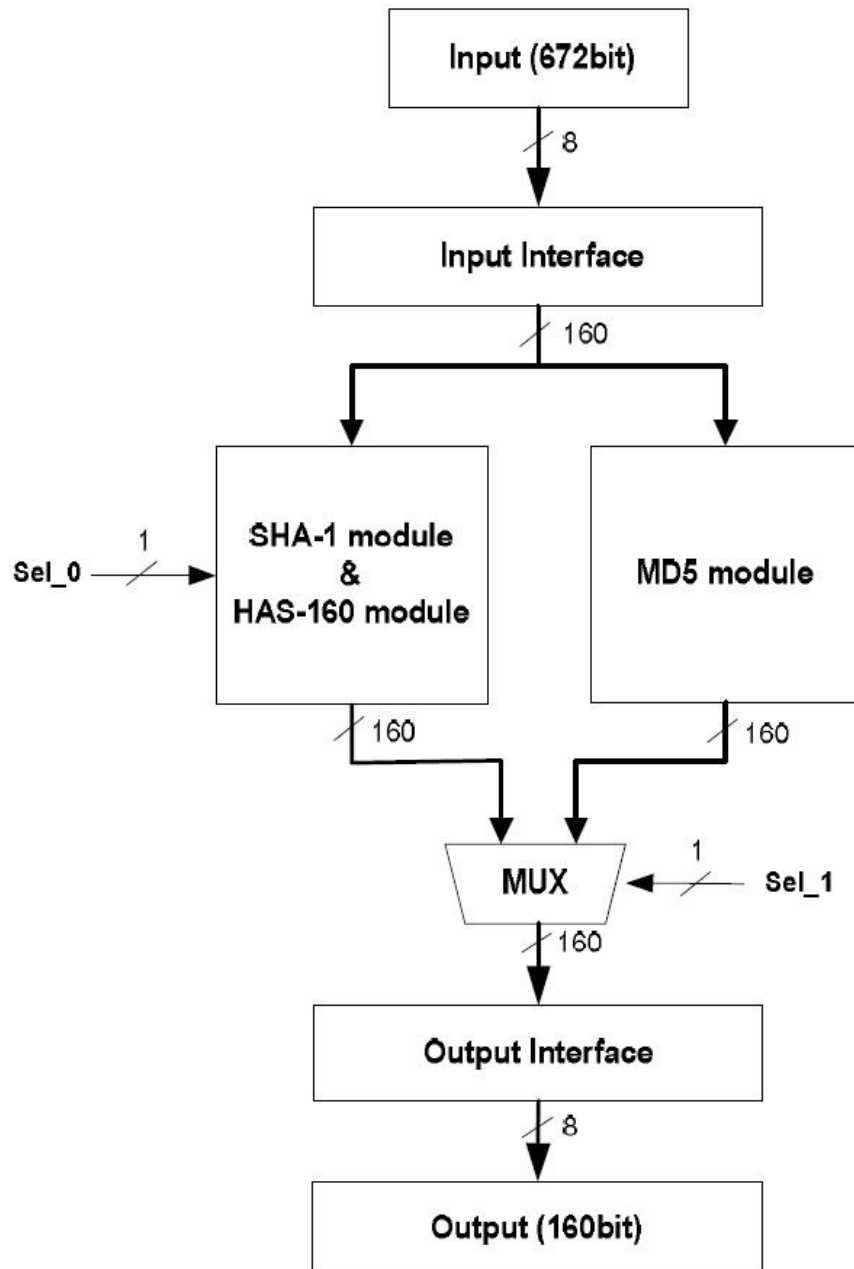 Input (672bit)
8
Input Interface
160
SHA-1 module
&
HAS-160 module
MD5 module
1
Sel_0
160
160
MUX
1
Sel_1
160
Output Interface
8
Output (160bit)